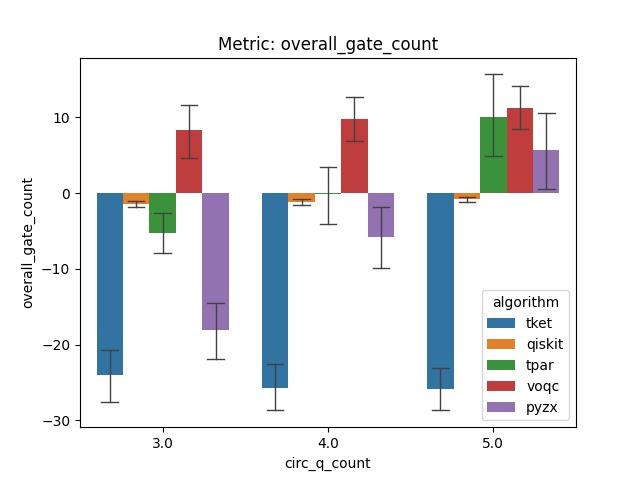 Metric: overall_gate_count
overall_gate_count
10
0
−10
−20
−30
3.0
4.0
5.0
circ_q_count
algorithm
tket
qiskit
tpar
voqc
pyzx